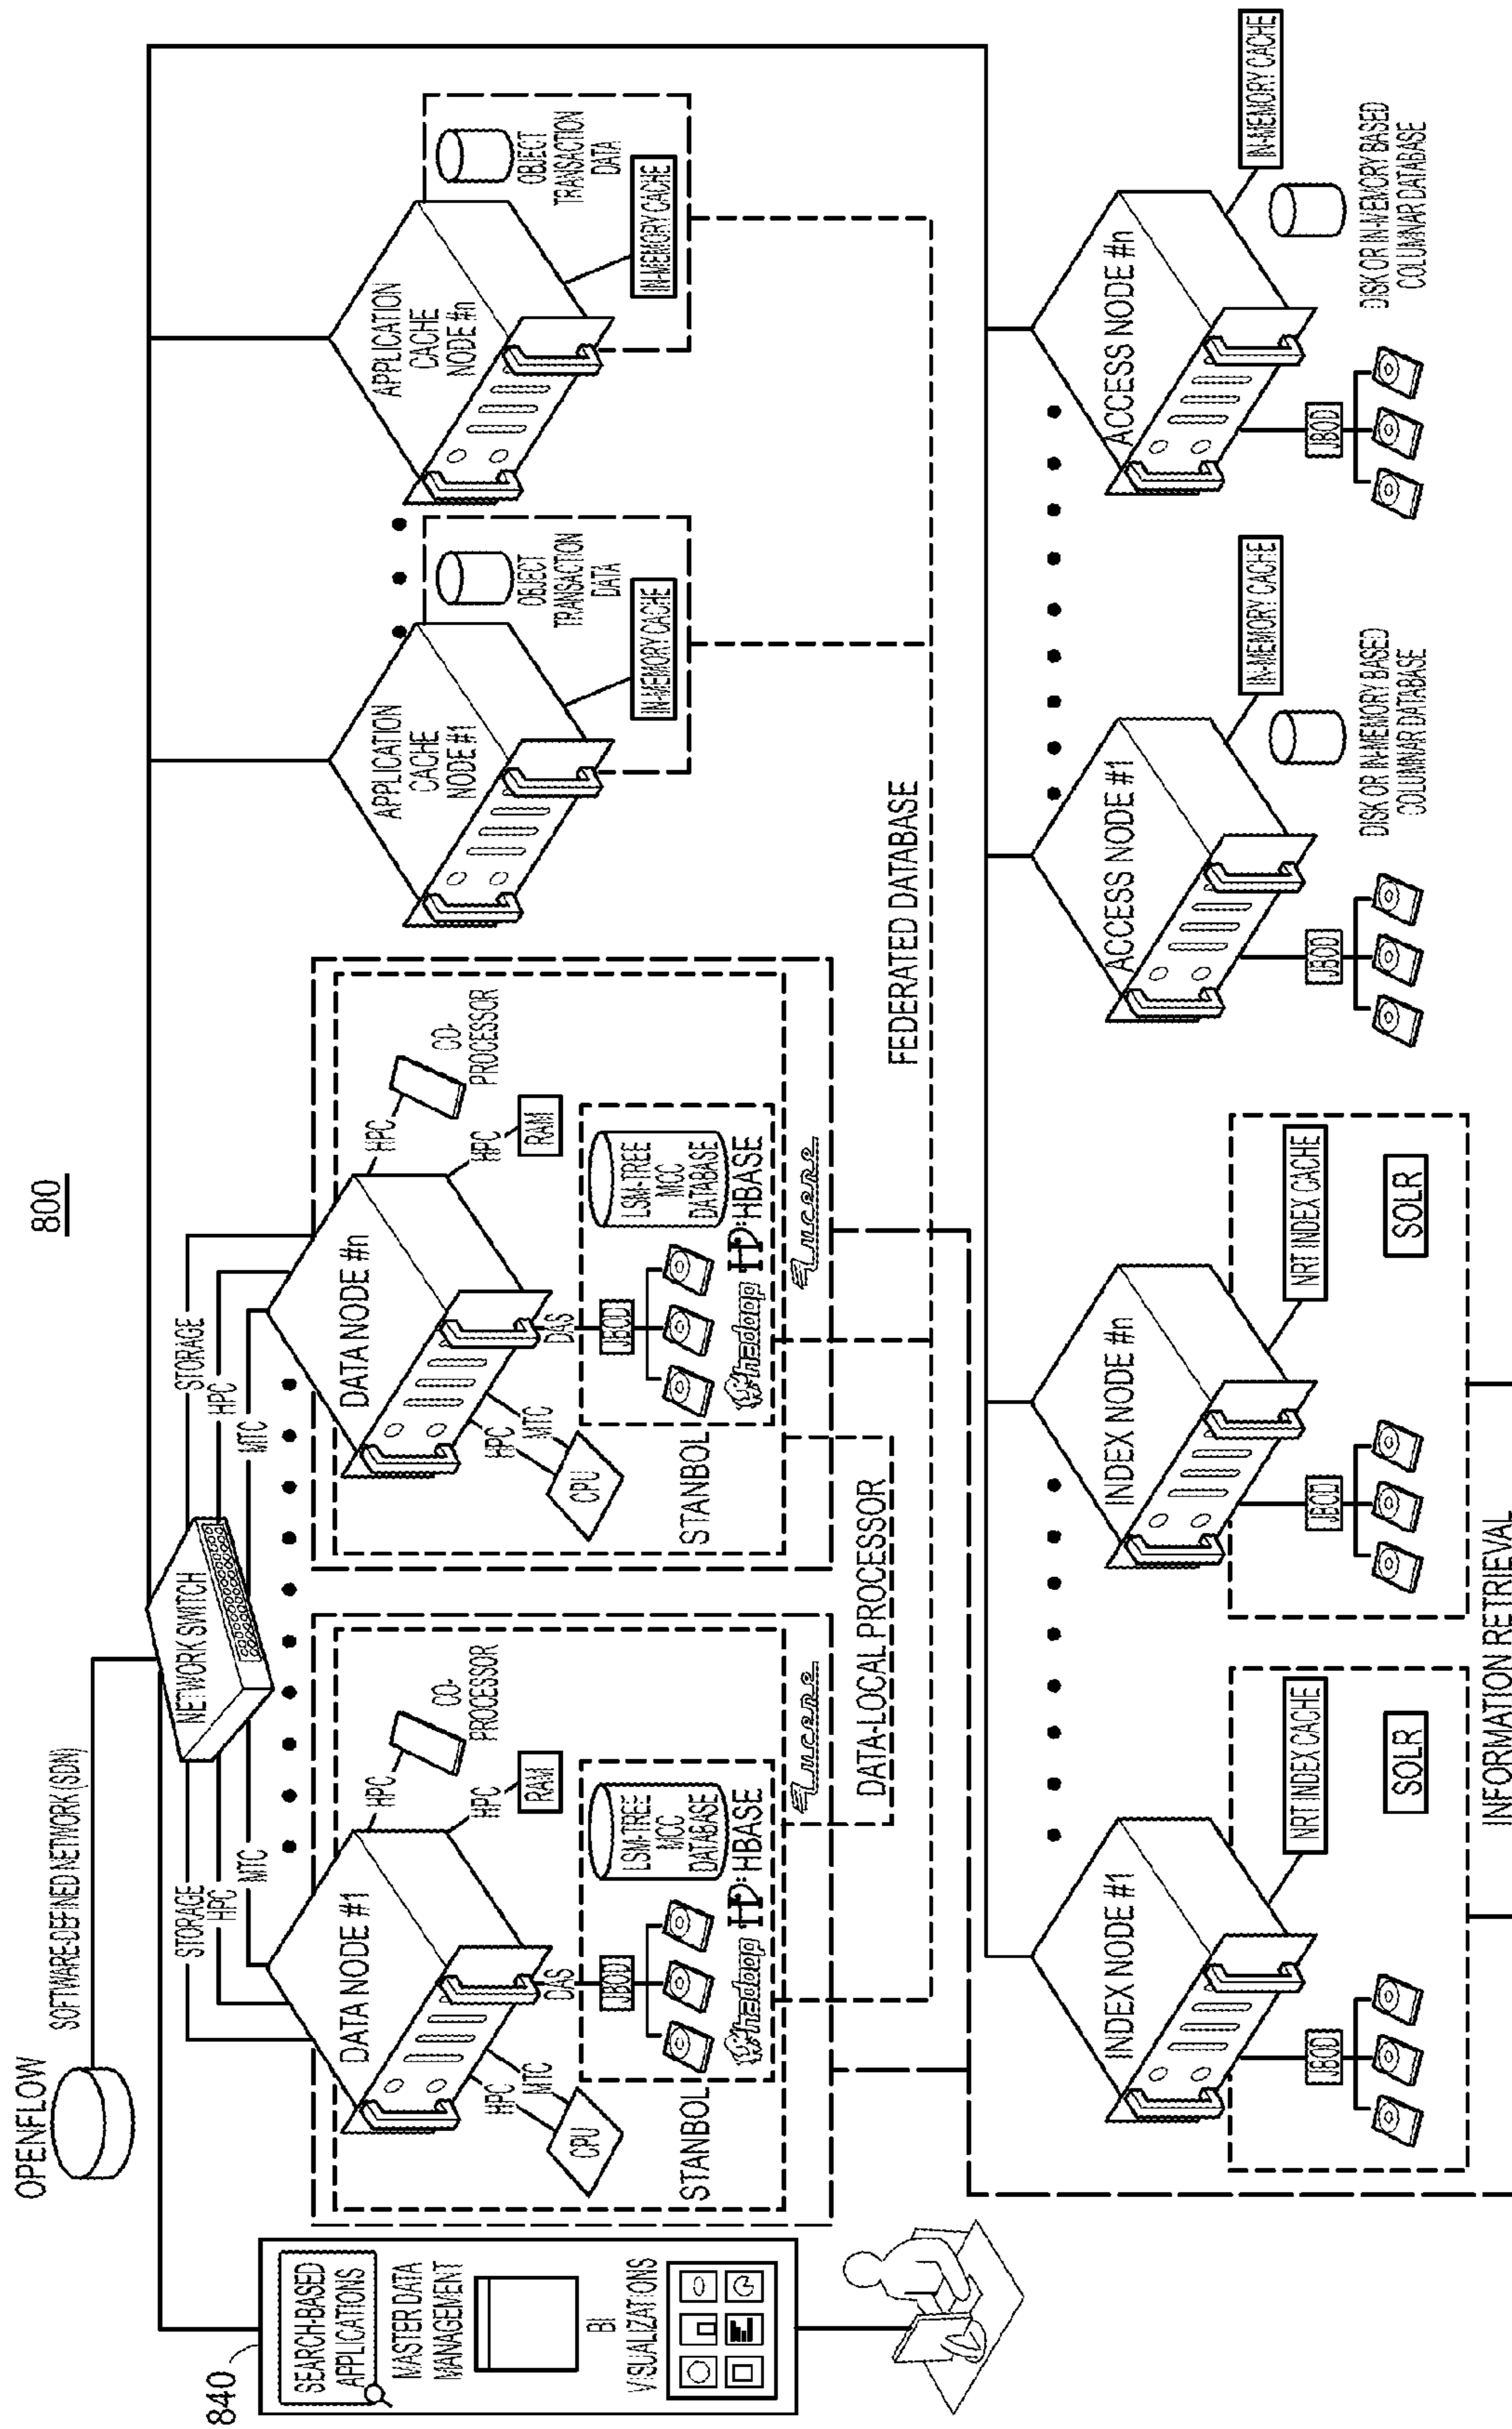 800
OPENFLOW
SOFTWARE-DEFINED NETWORK (SDN)
NETWORK SWITCH
840
SEARCH-BASED
APPLICATIONS
MASTER DATA
MANAGEMENT
BI
VISUALIZATIONS
STORAGE
HPC
MTC
STORAGE
HPC
MTC
DATA NODE #1
HPC
CO-
PROCESSOR
HPC
RAM
HPC
MTC
CPU
DAS
JBOD
LSM-TREE
MCC
DATABASE
hadoop
HBASE
STANBOL
Lucene
DATA NODE #n
HPC
CO-
PROCESSOR
HPC
RAM
HPC
MTC
CPU
DAS
JBOD
LSM-TREE
MCC
DATABASE
hadoop
HBASE
STANBOL
Lucene
DATA-LOCAL PROCESSOR
APPLICATION
CACHE
NODE #1
OBJECT
TRANSACTION
DATA
IN-MEMORY CACHE
APPLICATION
CACHE
NODE #n
OBJECT
TRANSACTION
DATA
IN-MEMORY CACHE
FEDERATED DATABASE
INDEX NODE #1
NRT INDEX CACHE
JBOD
SOLR
INDEX NODE #n
NRT INDEX CACHE
JBOD
SOLR
INFORMATION RETRIEVAL
ACCESS NODE #1
IN-MEMORY CACHE
JBOD
DISK OR IN-MEMORY BASED
COLUMNAR DATABASE
ACCESS NODE #n
IN-MEMORY CACHE
JBOD
DISK OR IN-MEMORY BASED
COLUMNAR DATABASE